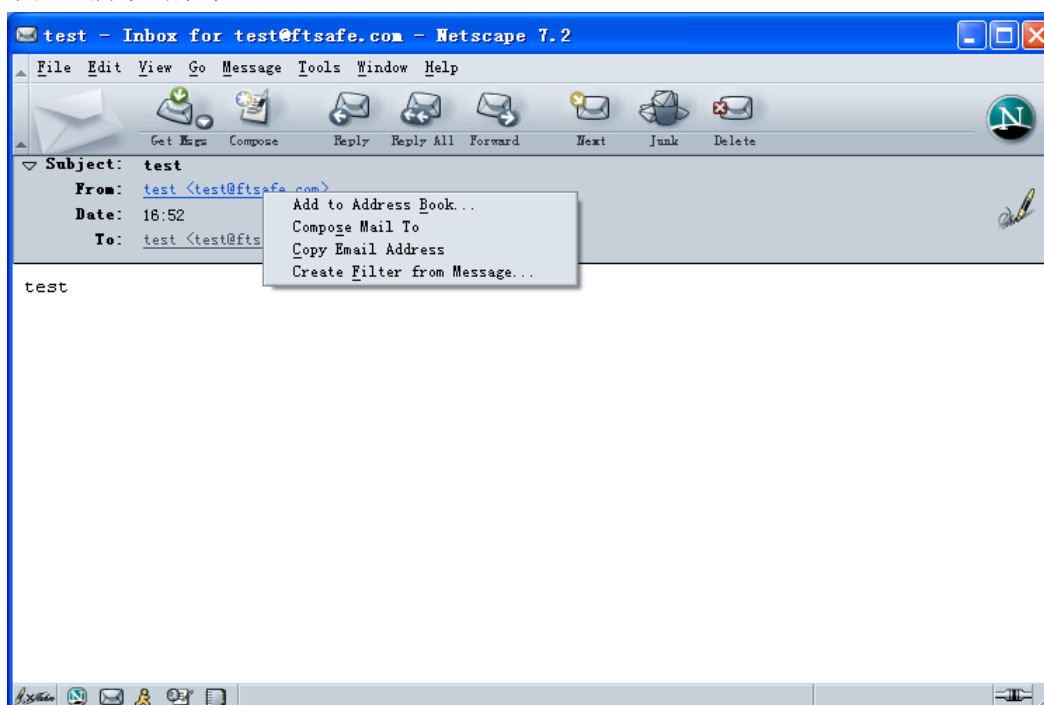 test - Inbox for test@ftsafe.com - Netscape 7.2
File Edit View Go Message Tools Window Help
Get Msgs Compose Reply Reply All Forward Next Junk Delete
Subject: test
From: test <test@ftsafe.com>
Date: 16:52
To: test <test@fts
Add to Address Book...
Compose Mail To
Copy Email Address
Create Filter from Message...
test
N